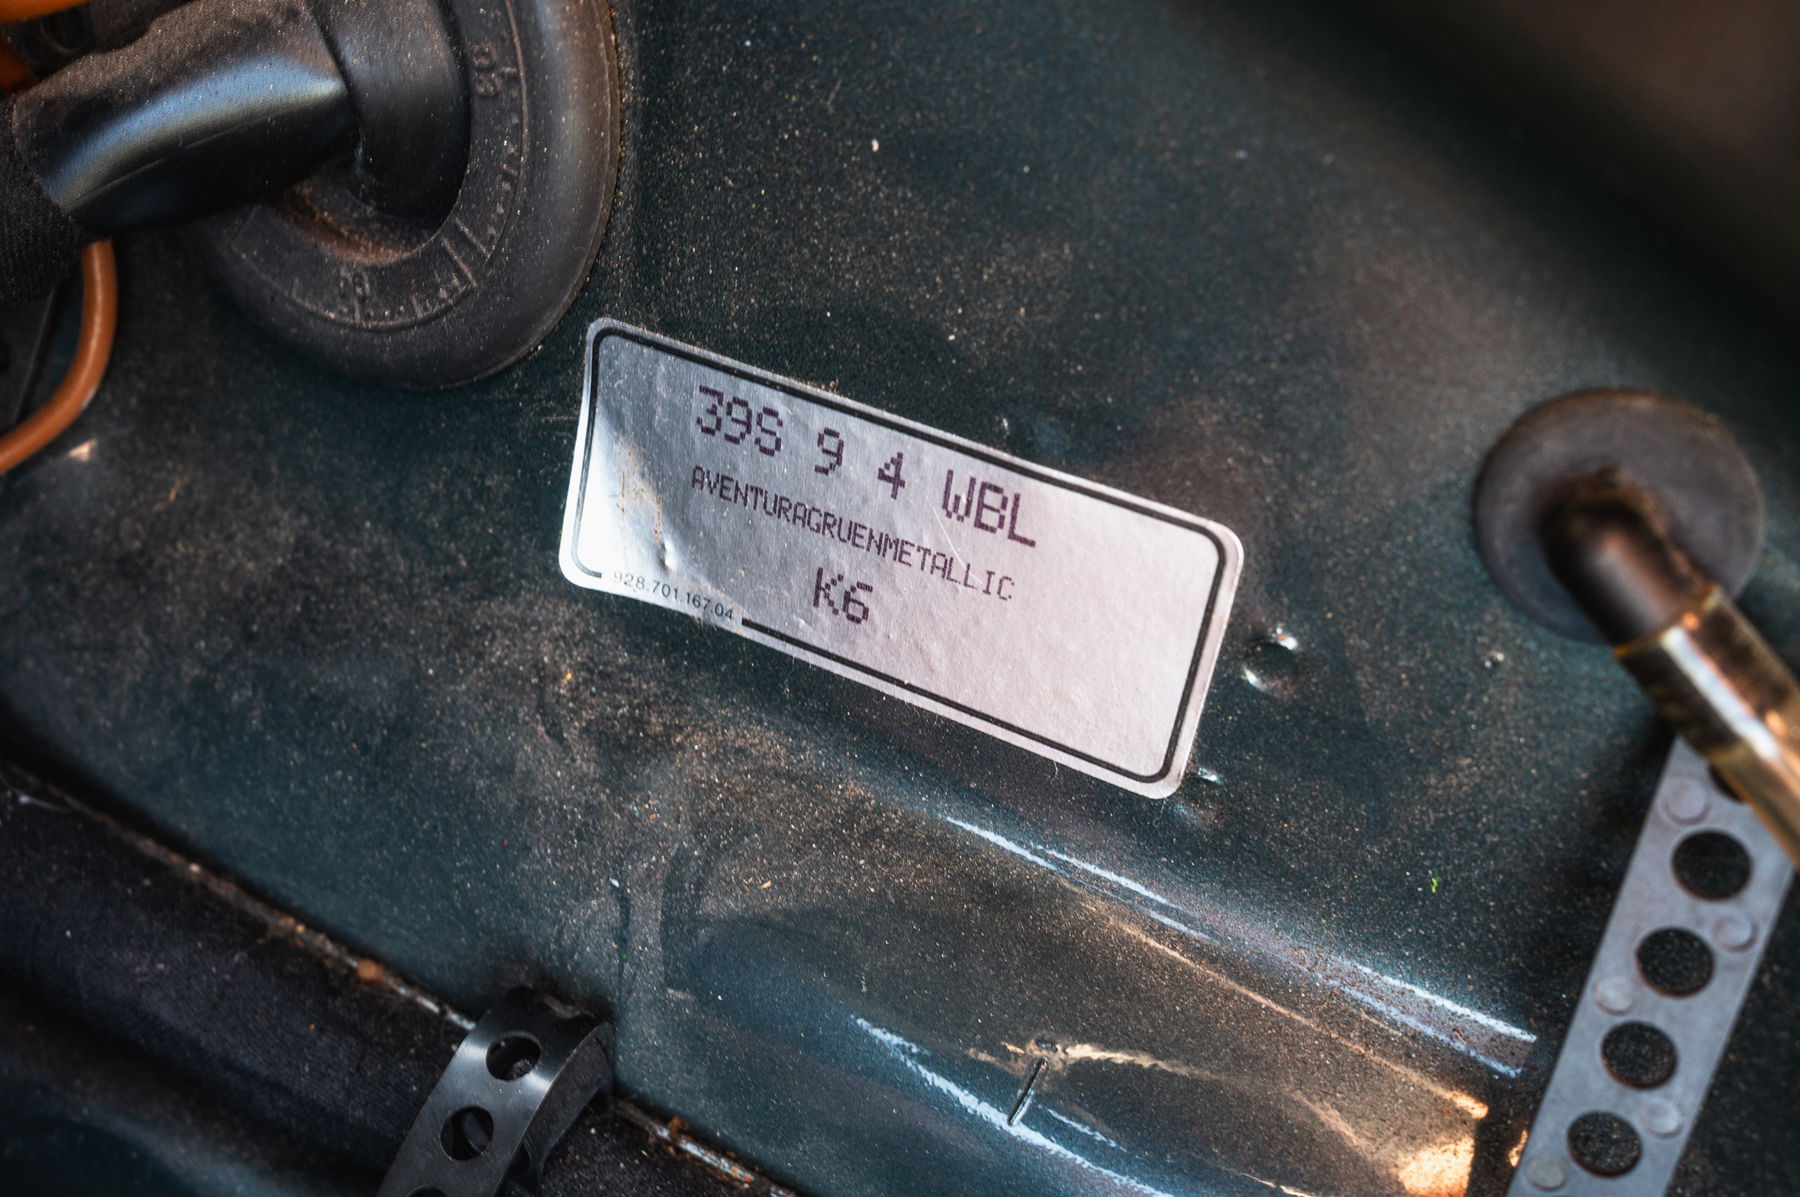 39S 9 4 WBL
AVENTURAGRUENMETALLIC
K6
928.701.167.04